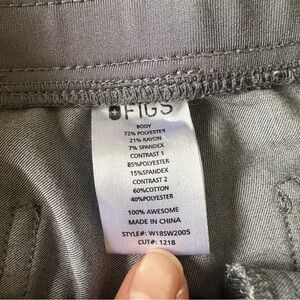 FIGS
BODY
72% POLYESTER
21% RAYON
7% SPANDEX
CONTRAST 1
85%POLYESTER
15%SPANDEX
CONTRAST 2
60%COTTON
40%POLYESTER
100% AWESOME
MADE IN CHINA
STYLE#: W18SW2005
CUT#: 1218